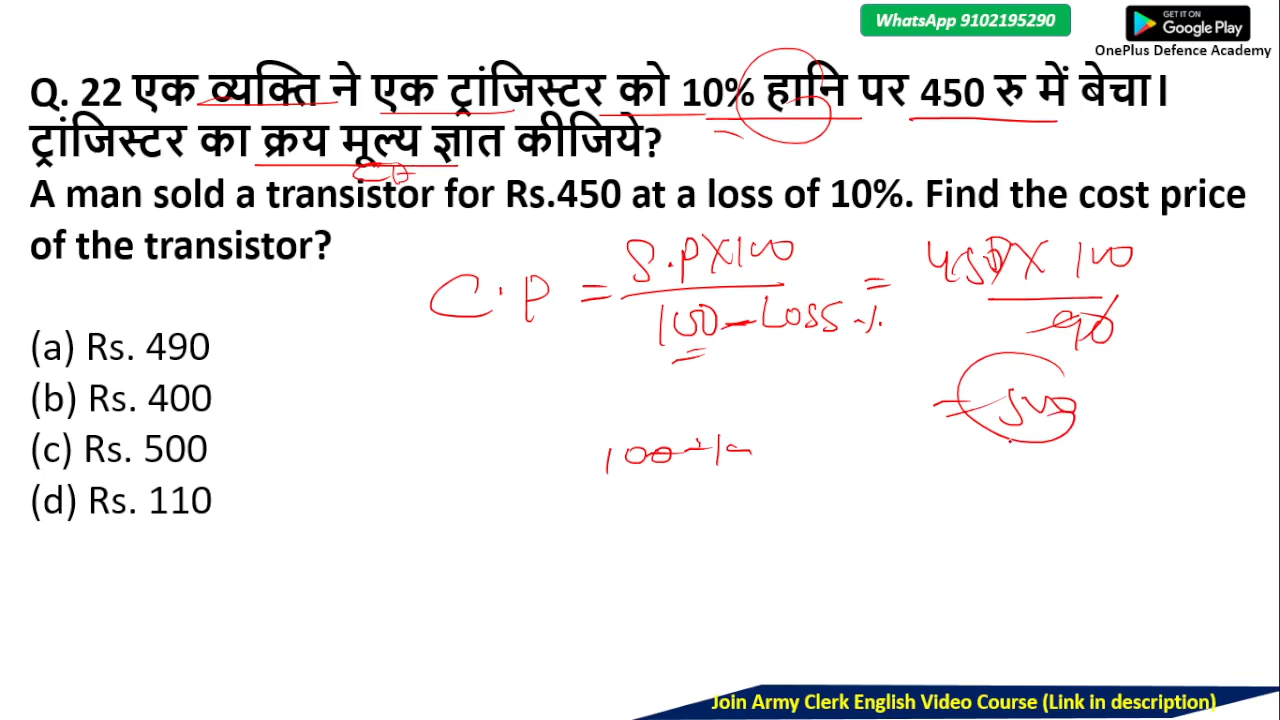 WhatsApp 9102195290
GET IT ON
Google Play
OnePlus Defence Academy
Q. 22 एक व्यक्ति ने एक ट्रांजिस्टर को 10% हानि पर 450 रु में बेचा।
ट्रांजिस्टर का क्रय मूल्य ज्ञात कीजिये?
A man sold a transistor for Rs.450 at a loss of 10%. Find the cost price
of the transistor?
C.P = S.P X 100 / 100 - Loss % = 450 X 100 / 90
= 500
(a) Rs. 490
(b) Rs. 400
(c) Rs. 500
(d) Rs. 110
Join Army Clerk English Video Course (Link in description)